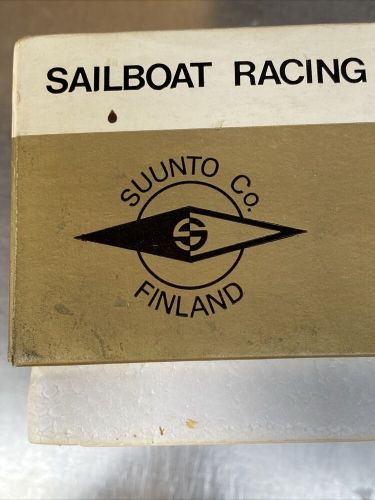 SAILBOAT RACING
SUUNTO Co.
S
FINLAND